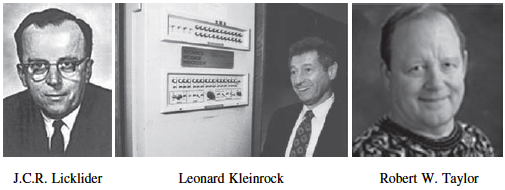 J.C.R. Licklider
Leonard Kleinrock
Robert W. Taylor